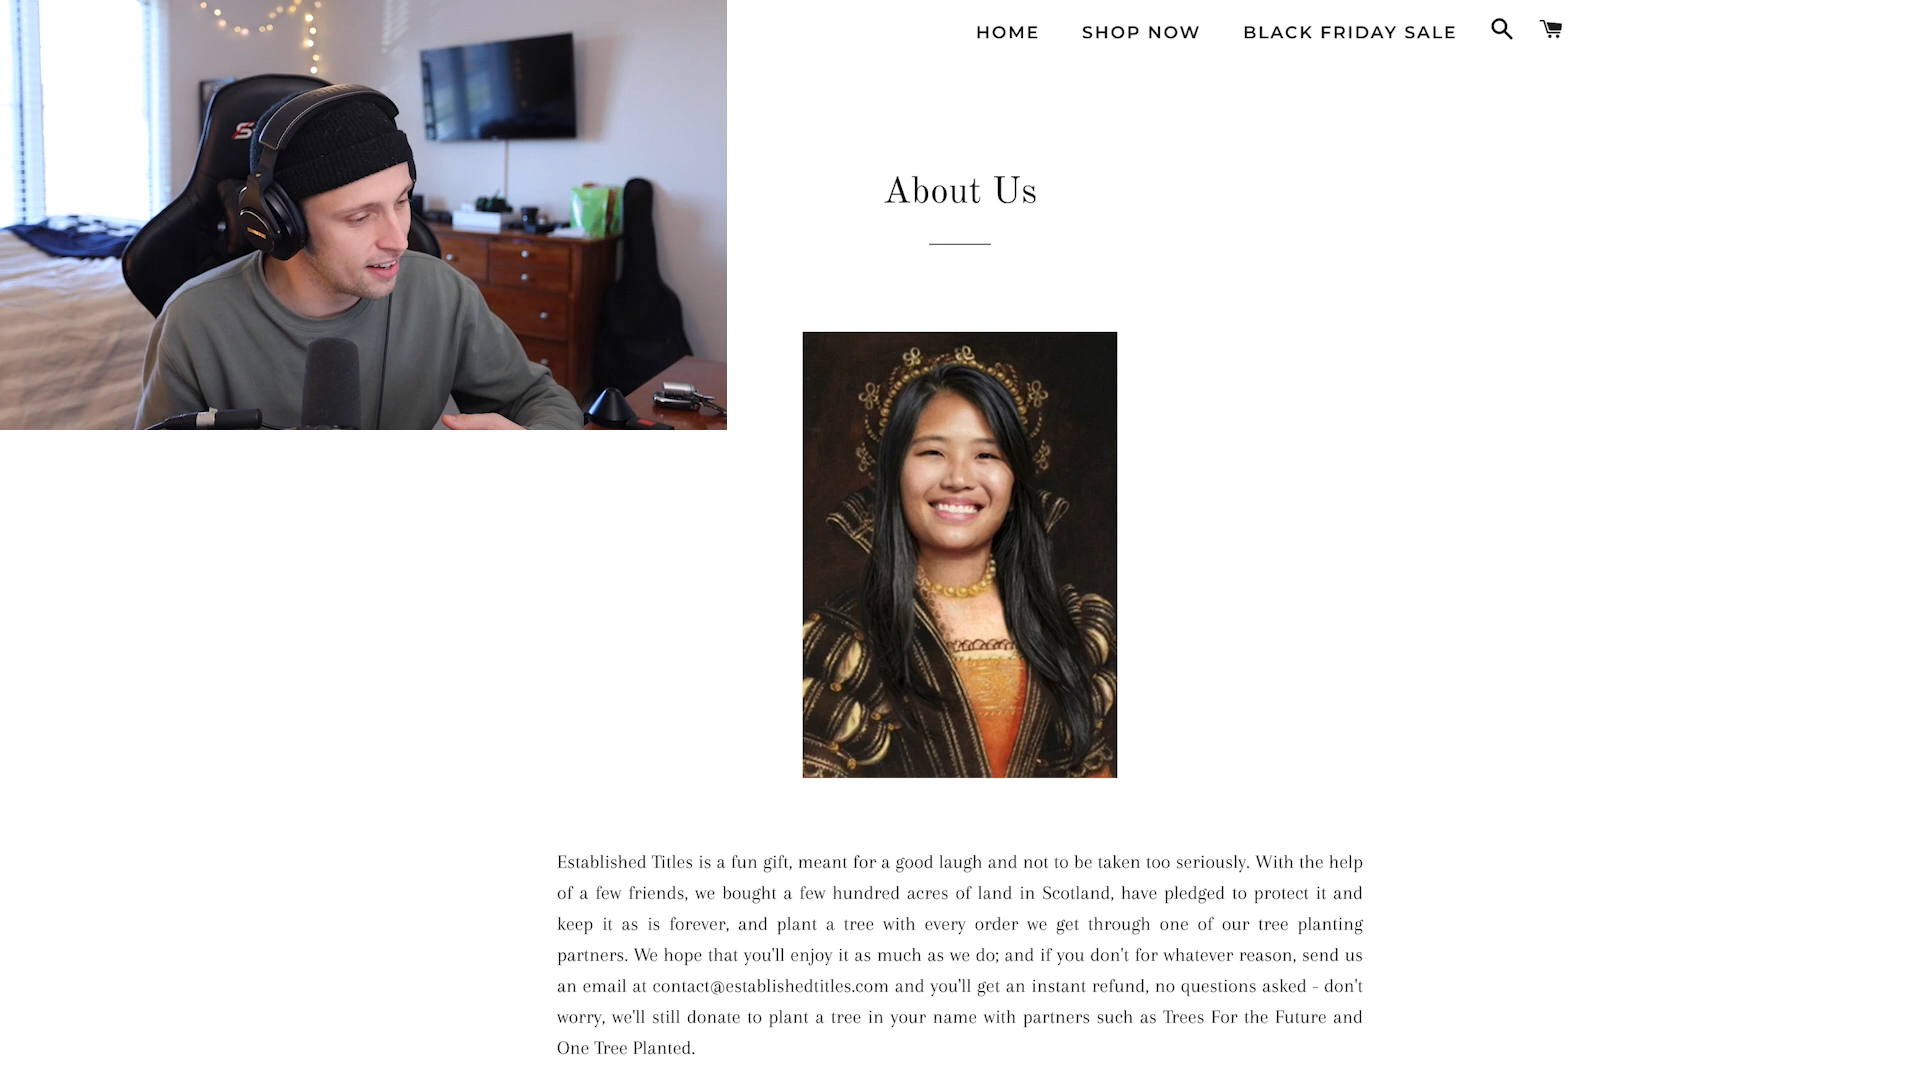 HOME SHOP NOW BLACK FRIDAY SALE
About Us
Established Titles is a fun gift, meant for a good laugh and not to be taken too seriously. With the help
of a few friends, we bought a few hundred acres of land in Scotland, have pledged to protect it and
keep it as is forever, and plant a tree with every order we get through one of our tree planting
partners. We hope that you'll enjoy it as much as we do; and if you don't for whatever reason, send us
an email at contact@establishedtitles.com and you'll get an instant refund, no questions asked - don't
worry, we'll still donate to plant a tree in your name with partners such as Trees For the Future and
One Tree Planted.